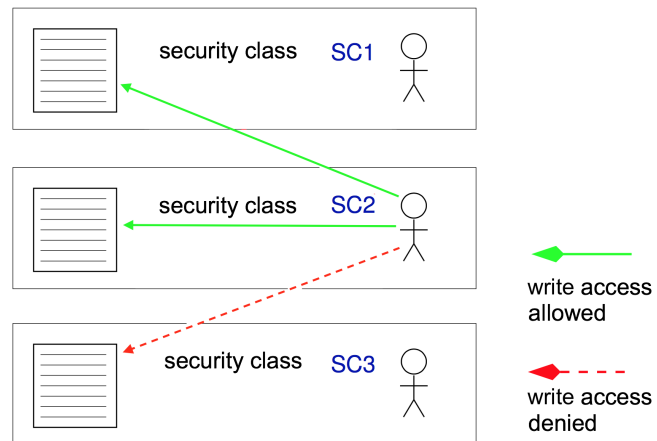 security class SC1
security class SC2
security class SC3
write access
allowed
write access
denied